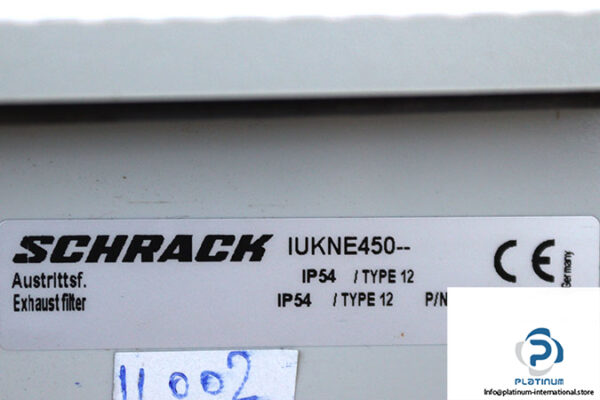 SCHRACK IUKNE450--
Austrittsf. IP54 / TYPE 12
Exhaust filter IP54 / TYPE 12 P/N
CE
Germany
11002
PLATINUM
Info@platinum-international.store